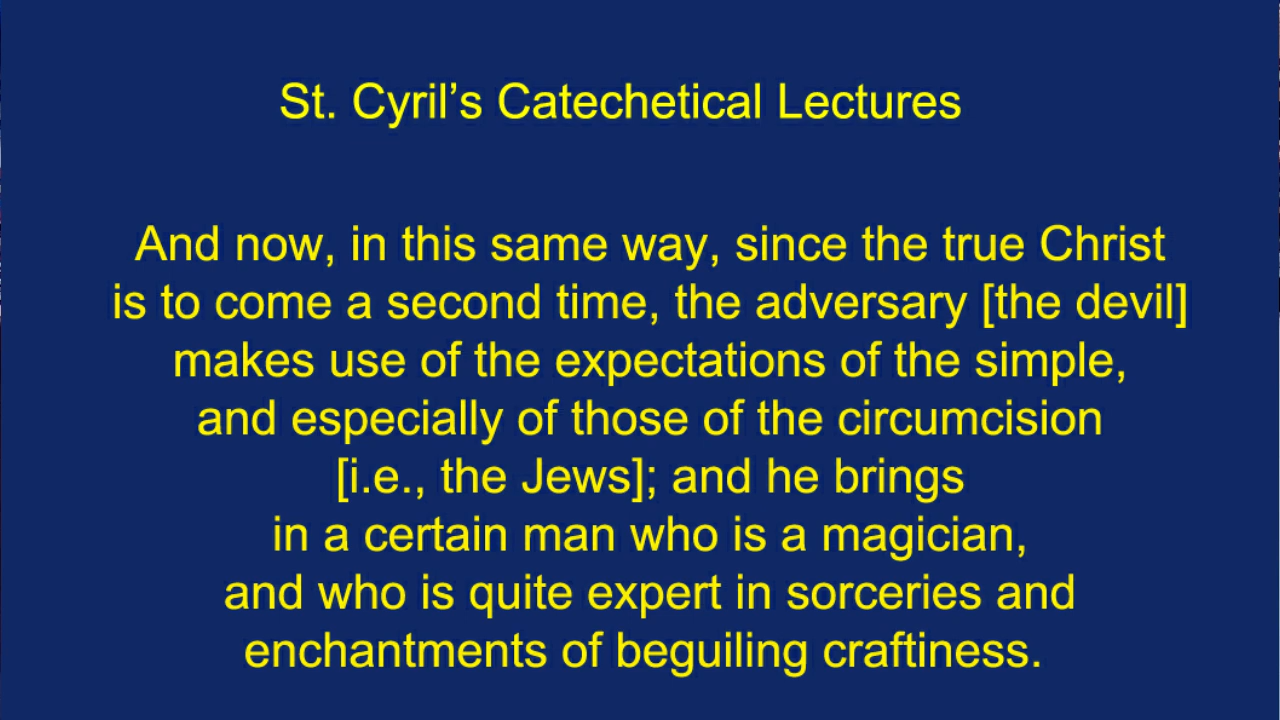 St. Cyril’s Catechetical Lectures
And now, in this same way, since the true Christ
is to come a second time, the adversary [the devil]
makes use of the expectations of the simple,
and especially of those of the circumcision
[i.e., the Jews]; and he brings
in a certain man who is a magician,
and who is quite expert in sorceries and
enchantments of beguiling craftiness.